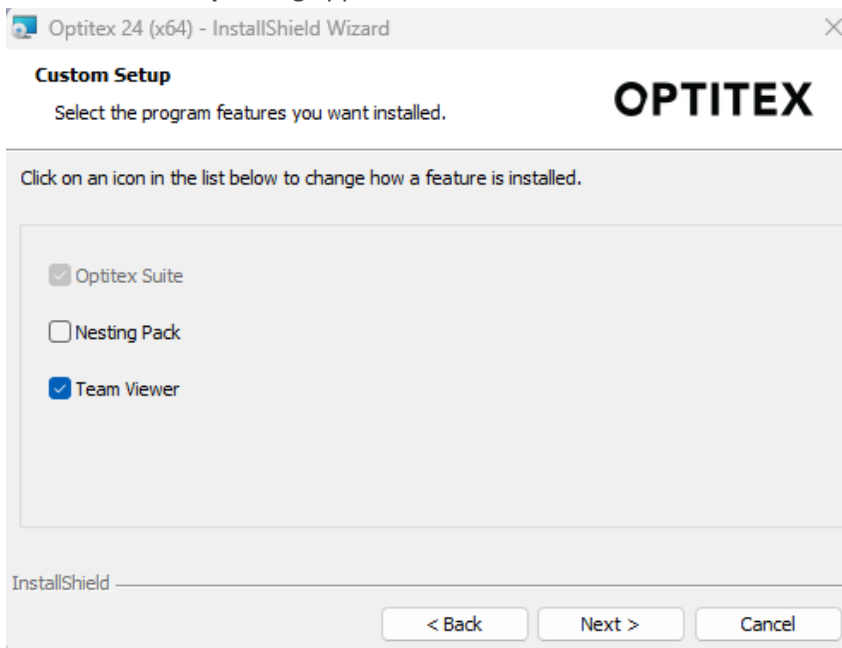 Optitex 24 (x64) - InstallShield Wizard
Custom Setup
Select the program features you want installed.
OPTITEX
Click on an icon in the list below to change how a feature is installed.
Optitex Suite
Nesting Pack
Team Viewer
InstallShield
< Back
Next >
Cancel